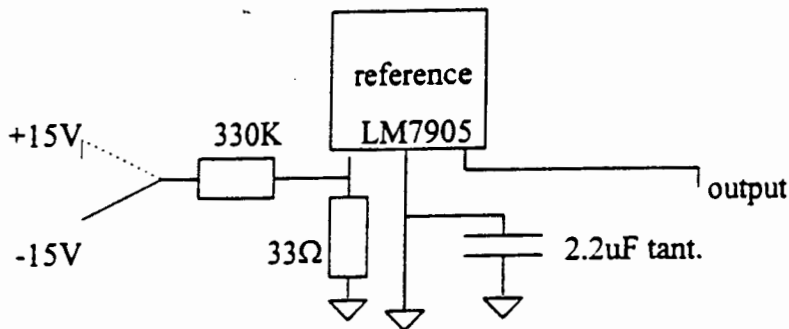 reference
LM7905
+15V
330K
output
-15V
33Ω
2.2uF tant.